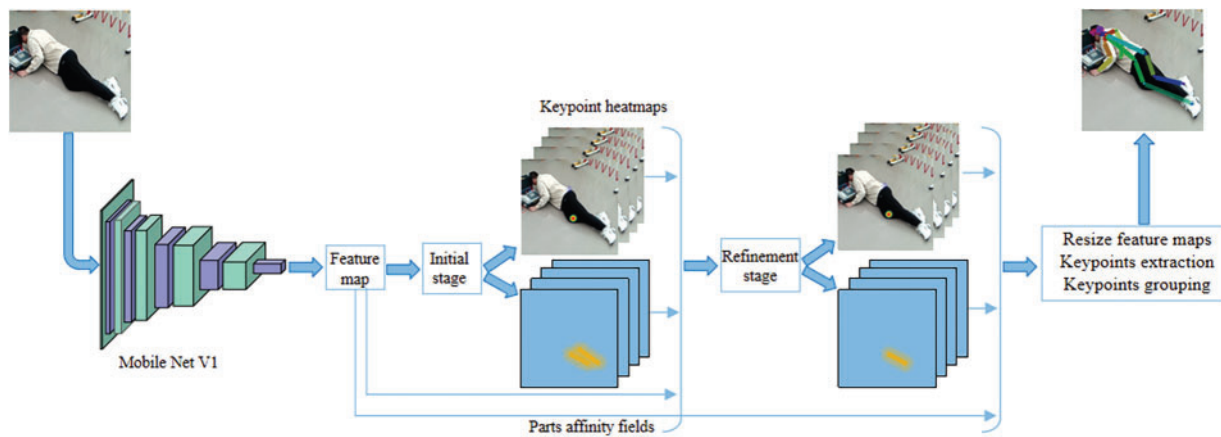 Keypoint heatmaps
Mobile Net V1
Feature
map
Initial
stage
Refinement
stage
Resize feature maps
Keypoints extraction
Keypoints grouping
Parts affinity fields